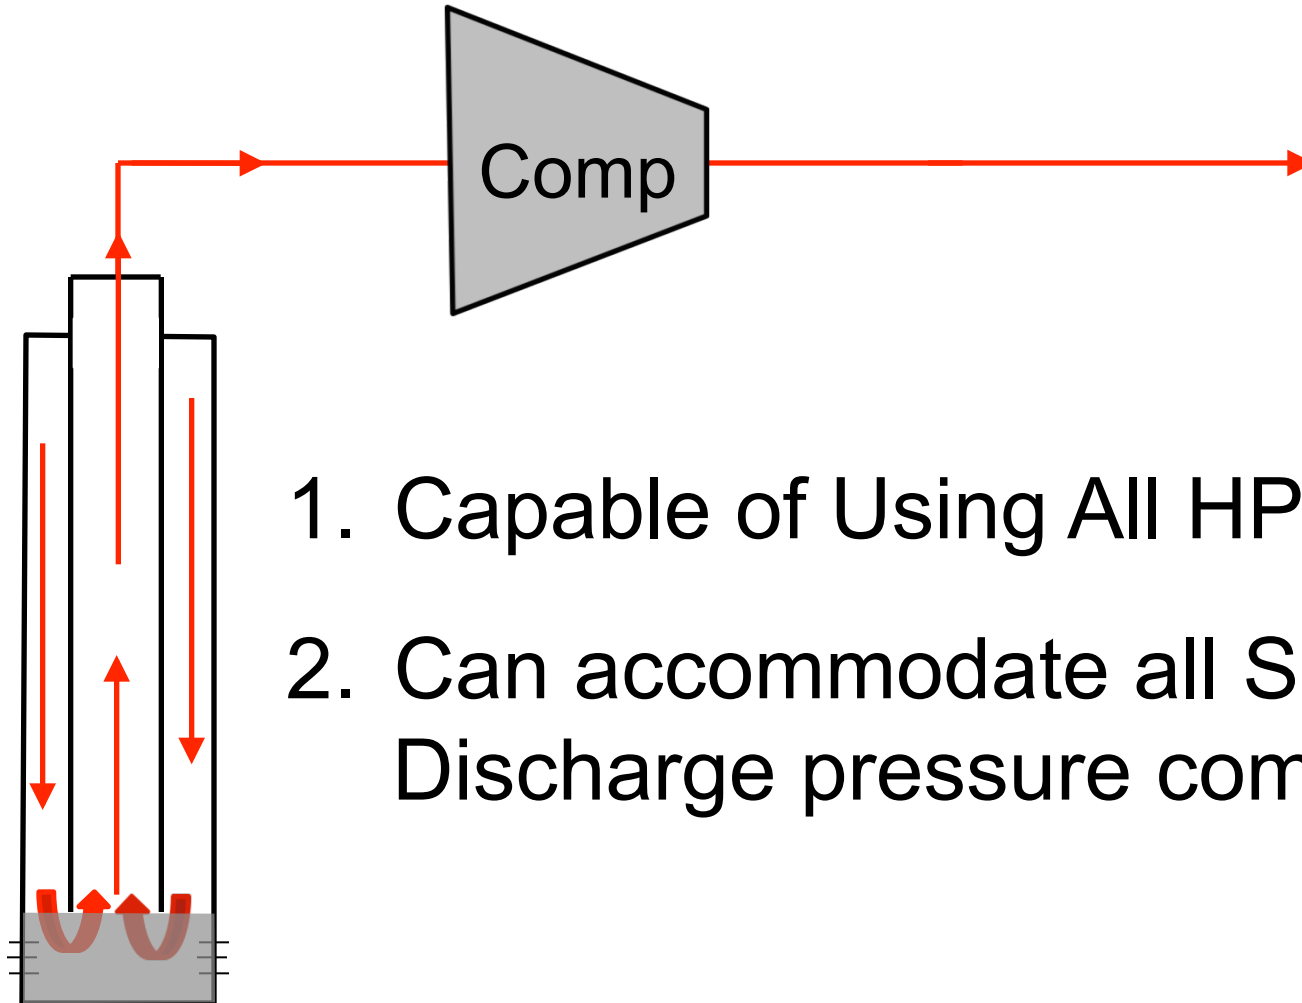 Comp
1. Capable of Using All HP
2. Can accommodate all S
Discharge pressure com